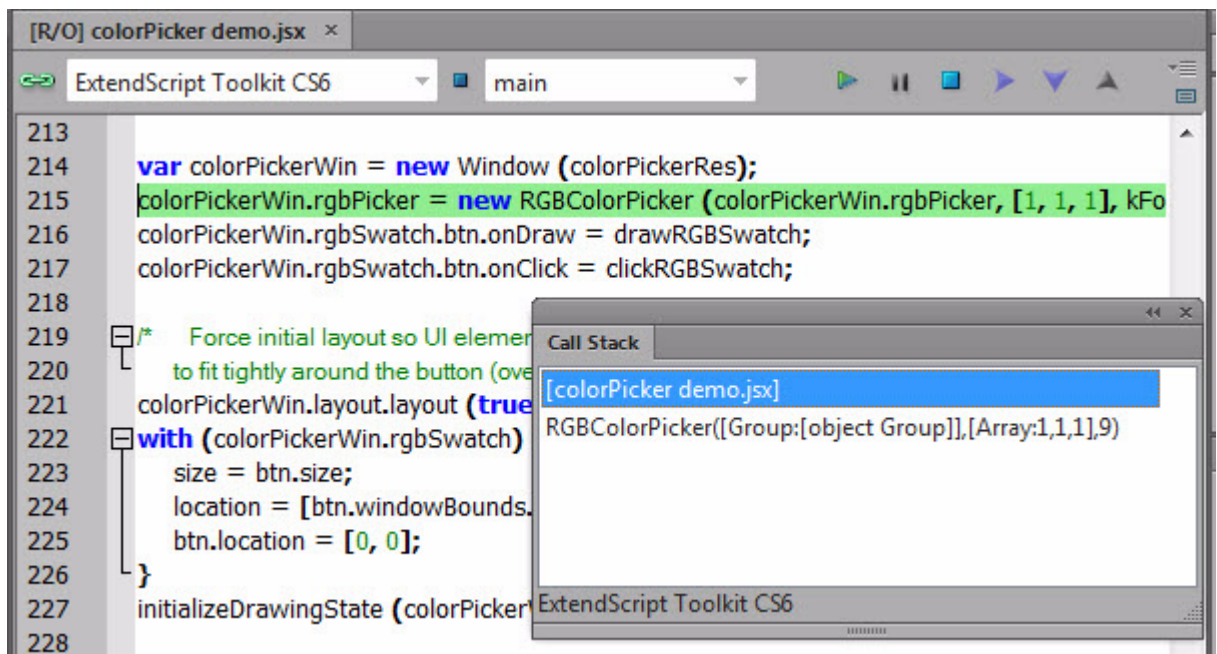 [R/O] colorPicker demo.jsx ×
ExtendScript Toolkit CS6 main
213
214 var colorPickerWin = new Window (colorPickerRes);
215 colorPickerWin.rgbPicker = new RGBColorPicker (colorPickerWin.rgbPicker, [1, 1, 1], kFo
216 colorPickerWin.rgbSwatch.btn.onDraw = drawRGBSwatch;
217 colorPickerWin.rgbSwatch.btn.onClick = clickRGBSwatch;
218
219 /* Force initial layout so UI elemen
220 to fit tightly around the button (ove
221 colorPickerWin.layout.layout (true
222 with (colorPickerWin.rgbSwatch)
223 size = btn.size;
224 location = [btn.windowBounds.
225 btn.location = [0, 0];
226 }
227 initializeDrawingState (colorPickerW
228
Call Stack
[colorPicker demo.jsx]
RGBColorPicker([Group:[object Group]],[Array:1,1,1],9)
ExtendScript Toolkit CS6